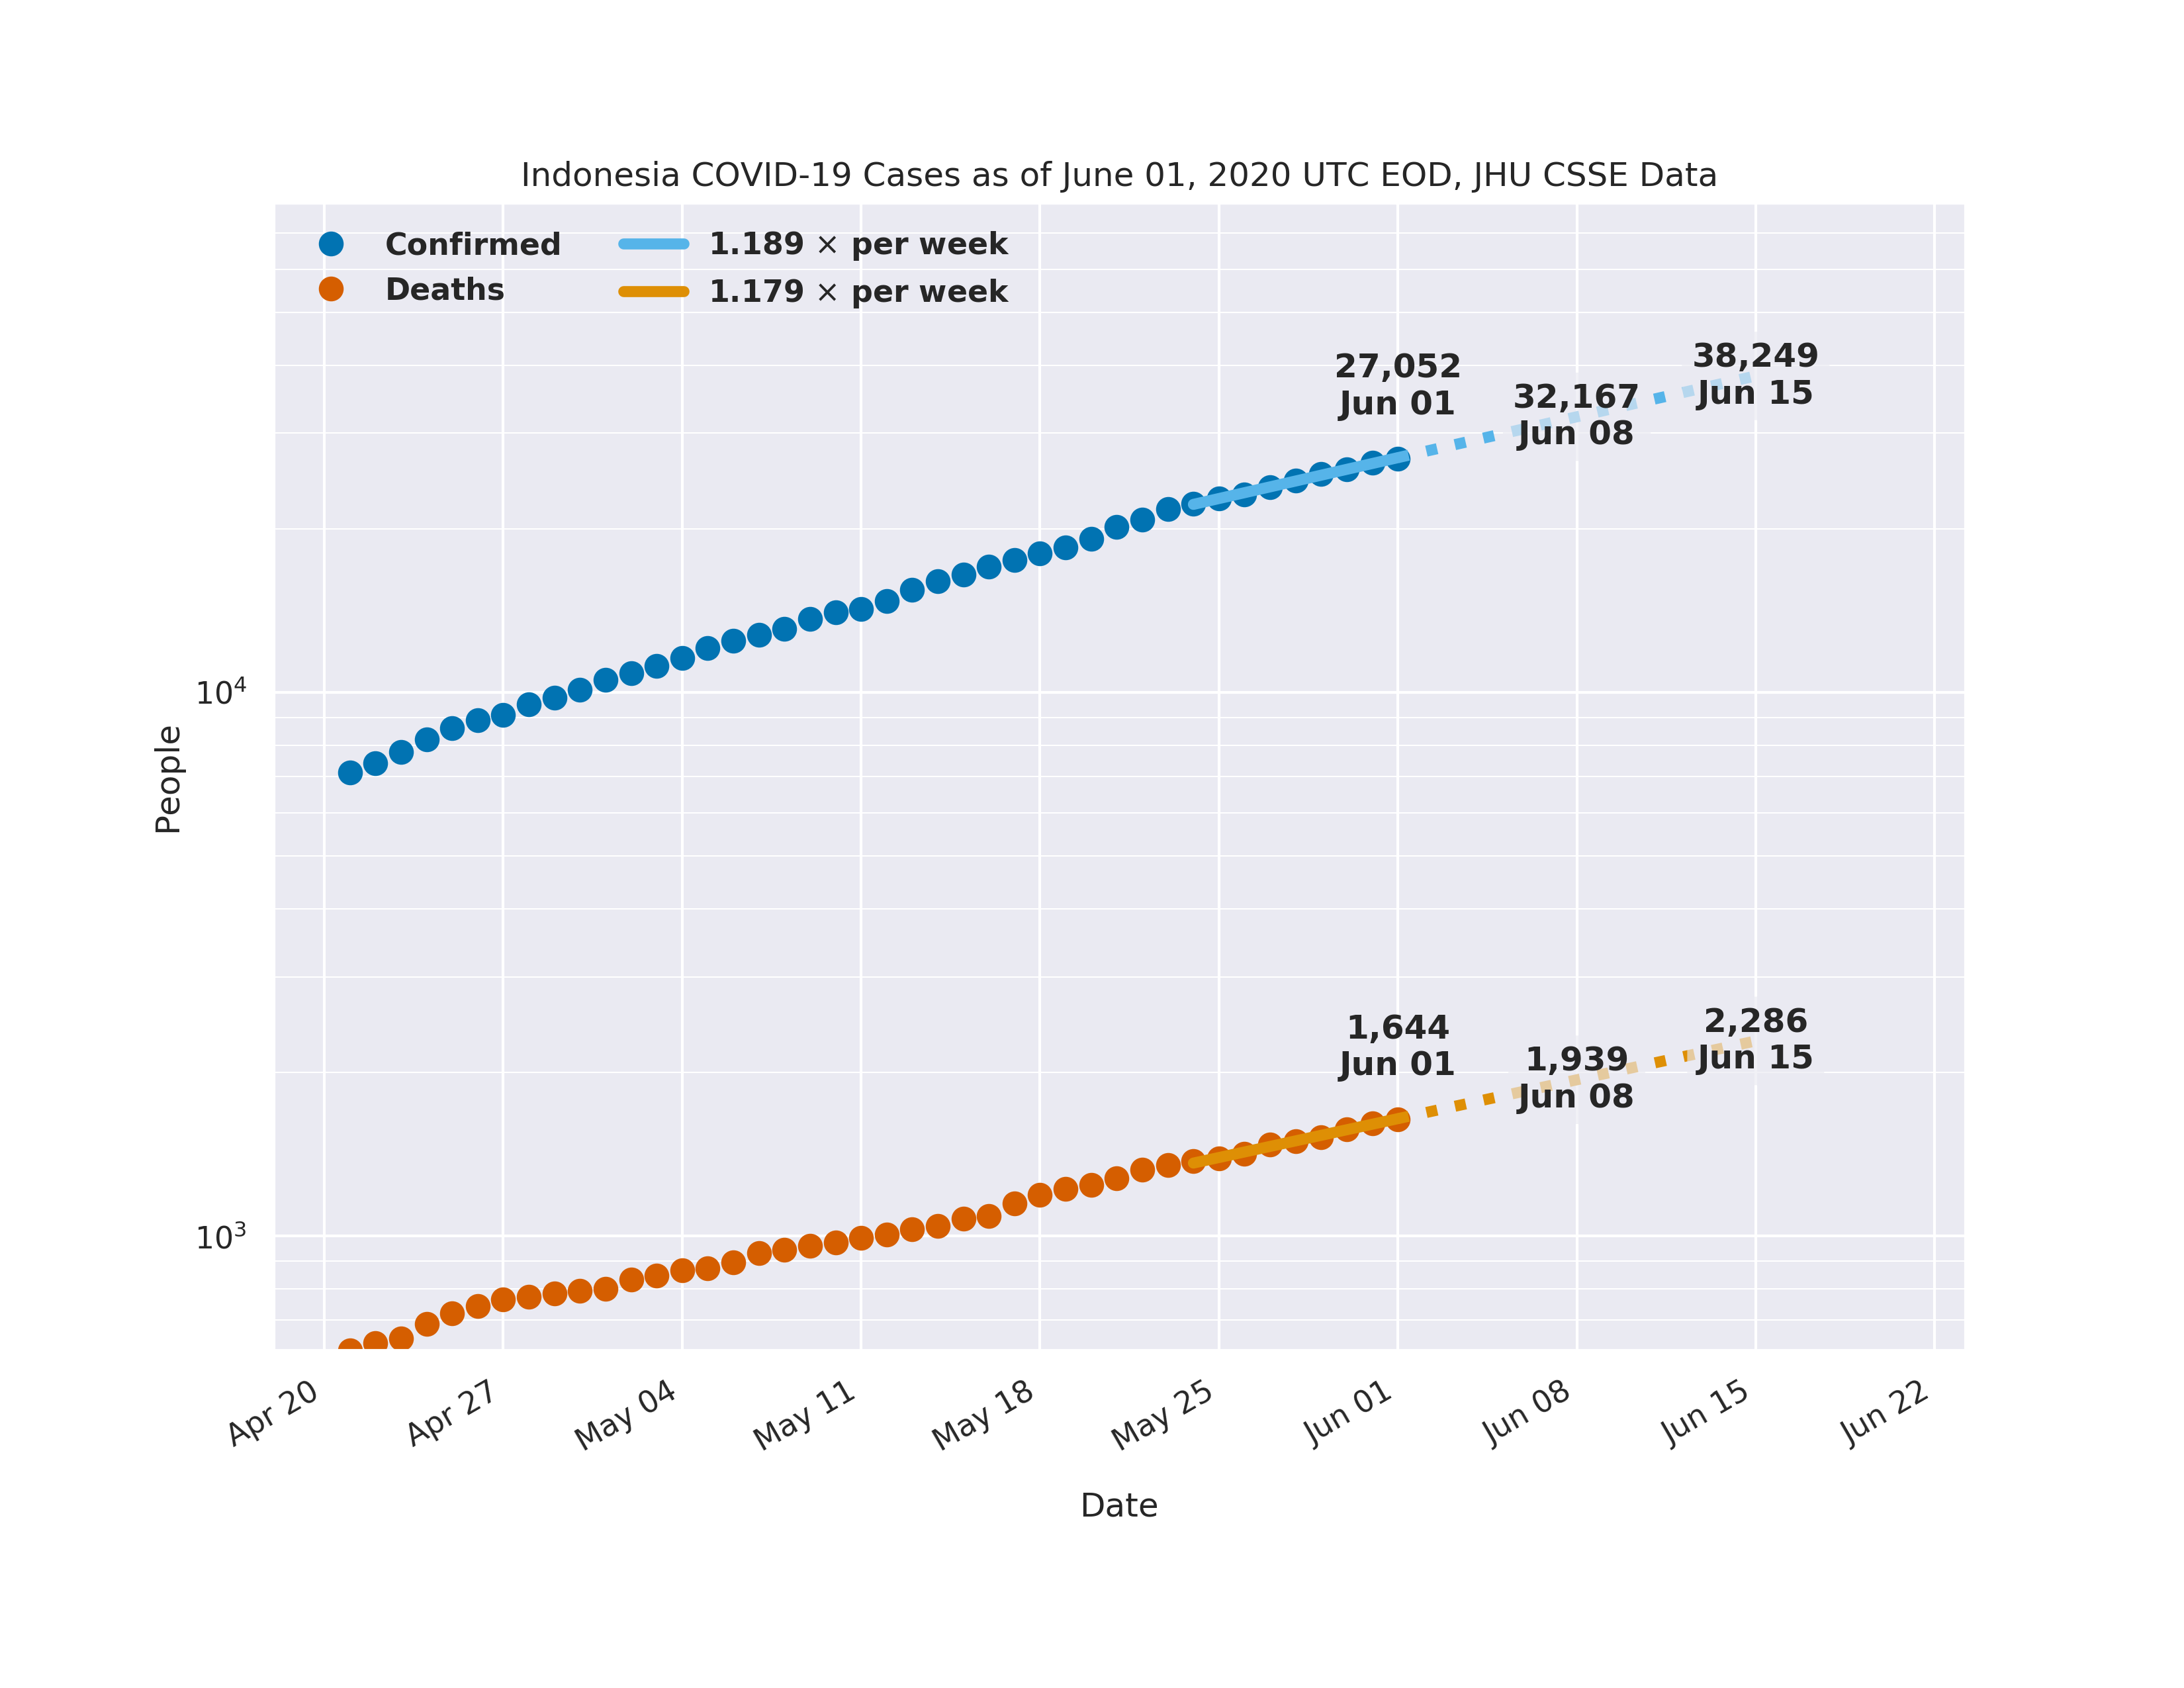 Indonesia COVID-19 Cases as of June 01, 2020 UTC EOD, JHU CSSE Data
Confirmed
Deaths
1.189 × per week
1.179 × per week
27,052
Jun 01
32,167
Jun 08
38,249
Jun 15
1,644
Jun 01
1,939
Jun 08
2,286
Jun 15
10⁴
10³
People
Apr 20
Apr 27
May 04
May 11
May 18
May 25
Jun 01
Jun 08
Jun 15
Jun 22
Date